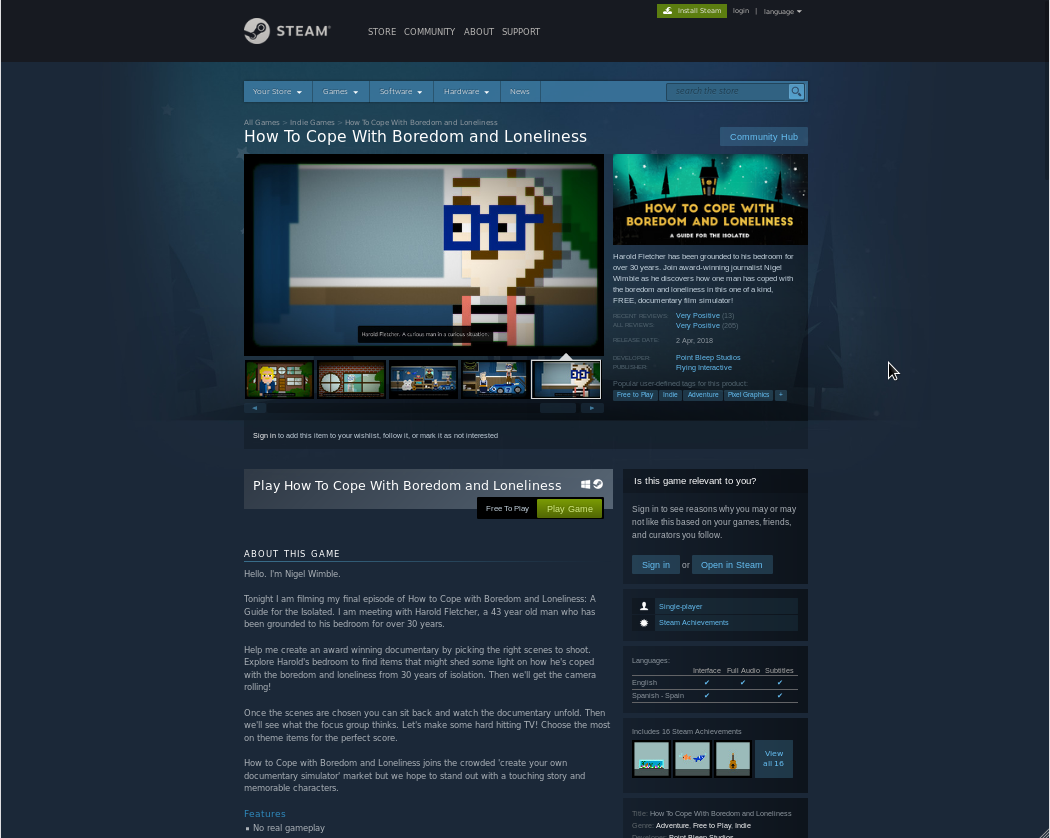 Install Steam login | language
STEAM
STORE COMMUNITY ABOUT SUPPORT
Your Store Games Software Hardware News search the store
All Games > Indie Games > How To Cope With Boredom and Loneliness
How To Cope With Boredom and Loneliness
Community Hub
Harold Fletcher. A curious man in a curious situation.
HOW TO COPE WITH
BOREDOM AND LONELINESS
A GUIDE FOR THE ISOLATED
Harold Fletcher has been grounded to his bedroom for
over 30 years. Join award-winning journalist Nigel
Wimble as he discovers how one man has coped with
the boredom and loneliness in this one of a kind,
FREE, documentary film simulator!
RECENT REVIEWS: Very Positive (13)
ALL REVIEWS: Very Positive (265)
RELEASE DATE: 2 Apr, 2018
DEVELOPER: Point Bleep Studios
PUBLISHER: Flying Interactive
Popular user-defined tags for this product:
Free to Play Indie Adventure Pixel Graphics +
Sign in to add this item to your wishlist, follow it, or mark it as not interested
Play How To Cope With Boredom and Loneliness
Free To Play Play Game
ABOUT THIS GAME
Hello. I'm Nigel Wimble.
Tonight I am filming my final episode of How to Cope with Boredom and Loneliness: A
Guide for the Isolated. I am meeting with Harold Fletcher, a 43 year old man who has
been grounded to his bedroom for over 30 years.
Help me create an award winning documentary by picking the right scenes to shoot.
Explore Harold's bedroom to find items that might shed some light on how he's coped
with the boredom and loneliness from 30 years of isolation. Then we'll get the camera
rolling!
Once the scenes are chosen you can sit back and watch the documentary unfold. Then
we'll see what the focus group thinks. Let's make some hard hitting TV! Choose the most
on theme items for the perfect score.
How to Cope with Boredom and Loneliness joins the crowded 'create your own
documentary simulator' market but we hope to stand out with a touching story and
memorable characters.
Features
No real gameplay
Is this game relevant to you?
Sign in to see reasons why you may or may
not like this based on your games, friends,
and curators you follow.
Sign in or Open in Steam
Single-player
Steam Achievements
Languages:
Interface Full Audio Subtitles
English ✔ ✔ ✔
Spanish - Spain ✔ ✔
Includes 16 Steam Achievements
View
all 16
Title: How To Cope With Boredom and Loneliness
Genre: Adventure, Free to Play, Indie
Developer: Point Bleep Studios